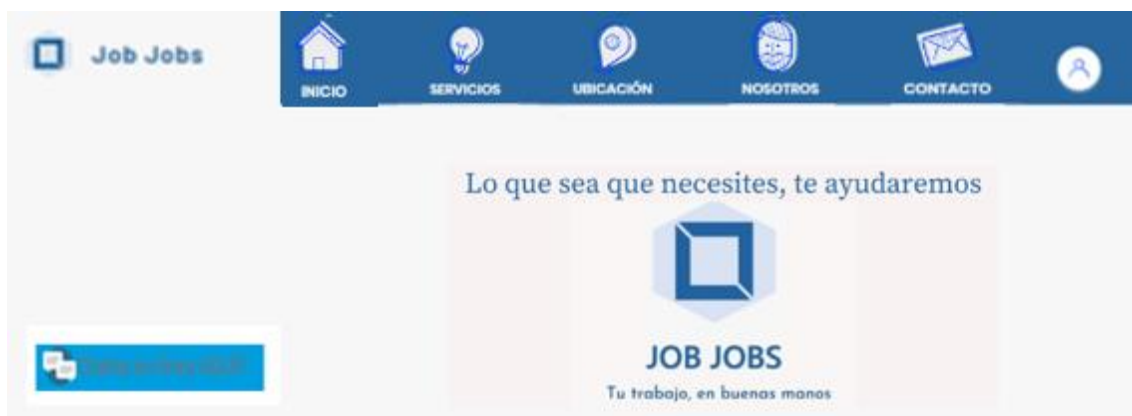 Job Jobs
INICIO SERVICIOS UBICACIÓN NOSOTROS CONTACTO
Lo que sea que necesites, te ayudaremos
JOB JOBS
Tu trabajo, en buenas manos